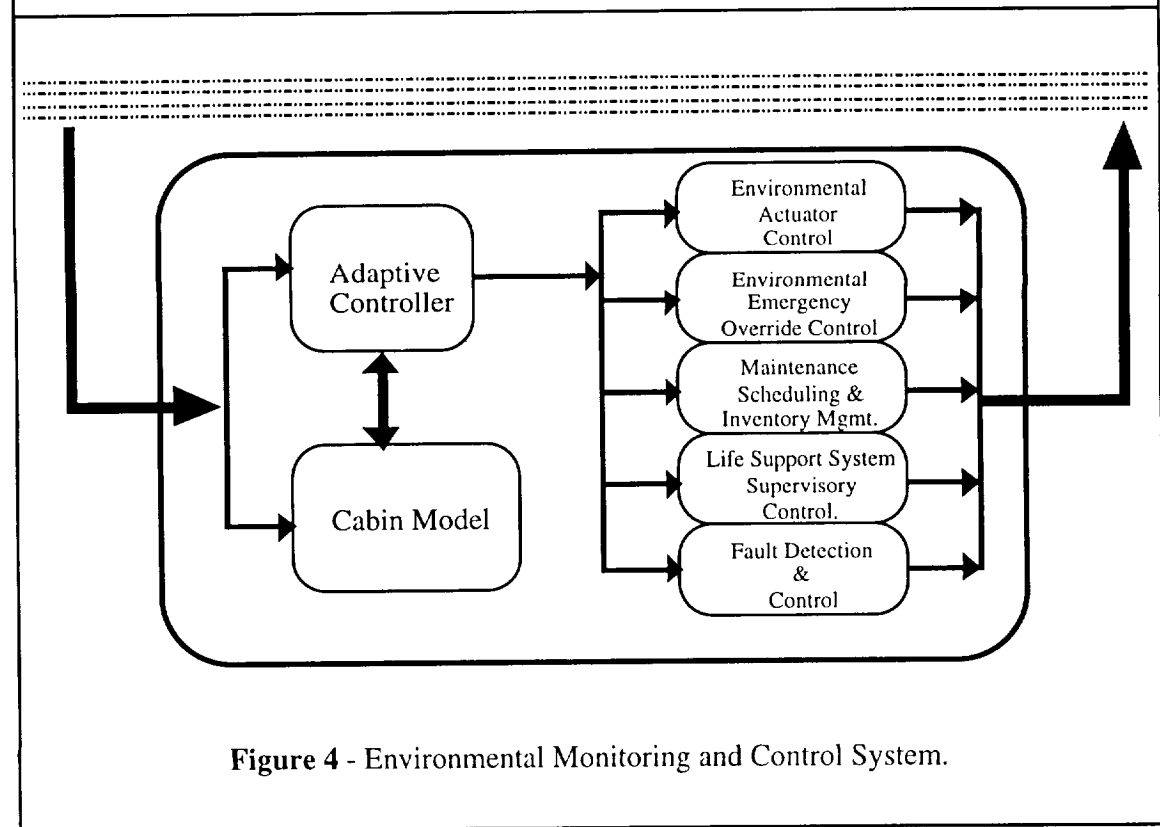 Adaptive
Controller
Cabin Model
Environmental
Actuator
Control
Environmental
Emergency
Override Control
Maintenance
Scheduling &
Inventory Mgmt.
Life Support System
Supervisory
Control.
Fault Detection
&
Control
Figure 4 - Environmental Monitoring and Control System.